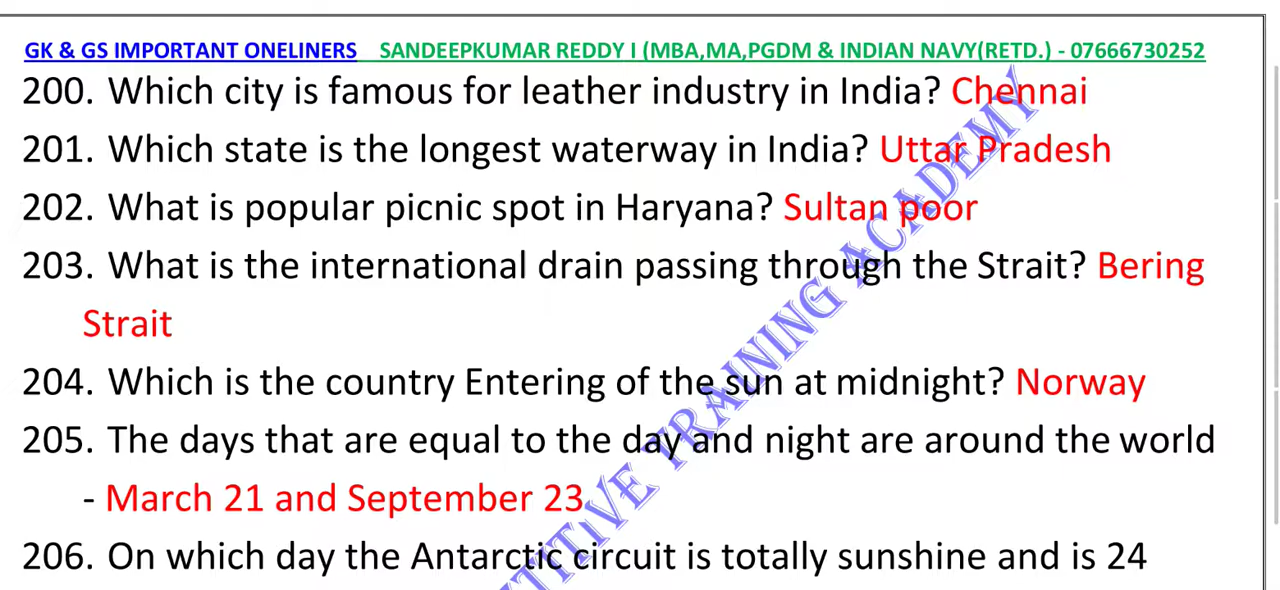 GK & GS IMPORTANT ONELINERS SANDEEPKUMAR REDDY I (MBA,MA,PGDM & INDIAN NAVY(RETD.) - 07666730252
200. Which city is famous for leather industry in India? Chennai
201. Which state is the longest waterway in India? Uttar Pradesh
202. What is popular picnic spot in Haryana? Sultan poor
203. What is the international drain passing through the Strait? Bering
Strait
204. Which is the country Entering of the sun at midnight? Norway
205. The days that are equal to the day and night are around the world
- March 21 and September 23
206. On which day the Antarctic circuit is totally sunshine and is 24
TRAINING ACADEMY